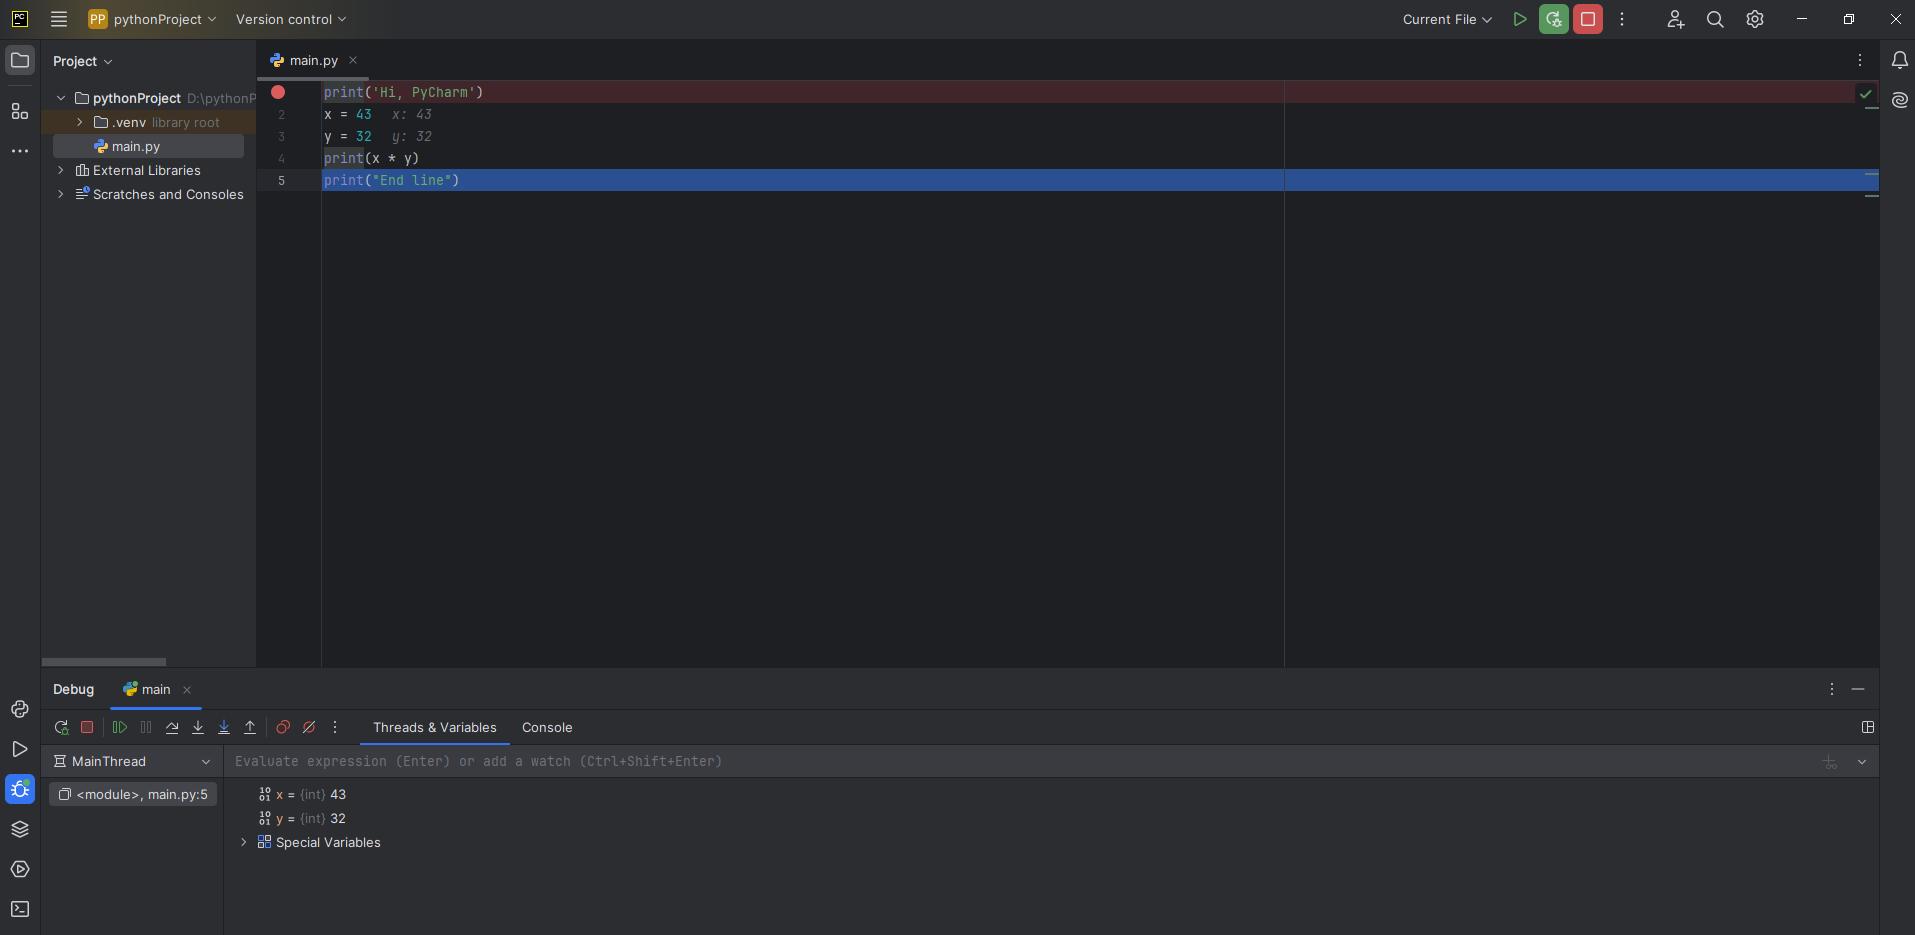 PC
PP pythonProject Version control Current File
Project
main.py
pythonProject D:\pythonP
.venv library root
main.py
External Libraries
Scratches and Consoles
print('Hi, PyCharm')
2 x = 43 x: 43
3 y = 32 y: 32
4 print(x * y)
5 print("End line")
Debug main
Threads & Variables Console
MainThread
Evaluate expression (Enter) or add a watch (Ctrl+Shift+Enter)
<module>, main.py:5
x = {int} 43
y = {int} 32
Special Variables